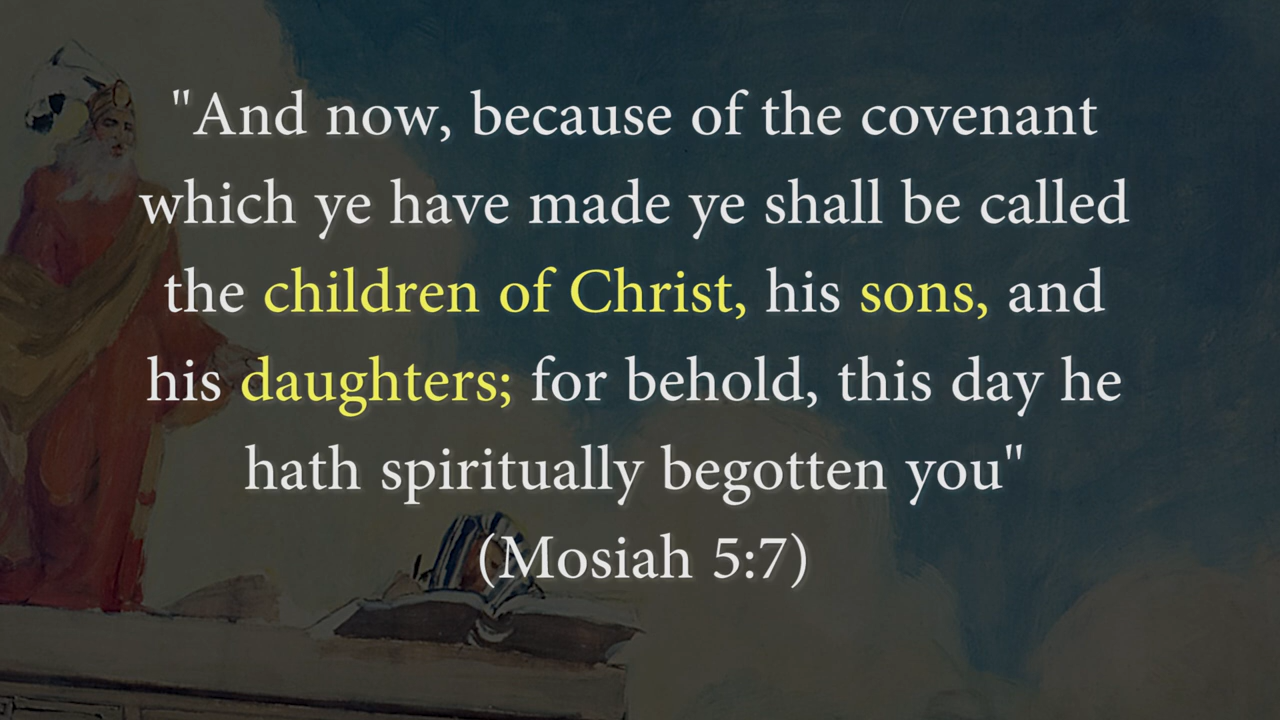 "And now, because of the covenant
which ye have made ye shall be called
the children of Christ, his sons, and
his daughters; for behold, this day he
hath spiritually begotten you"
(Mosiah 5:7)